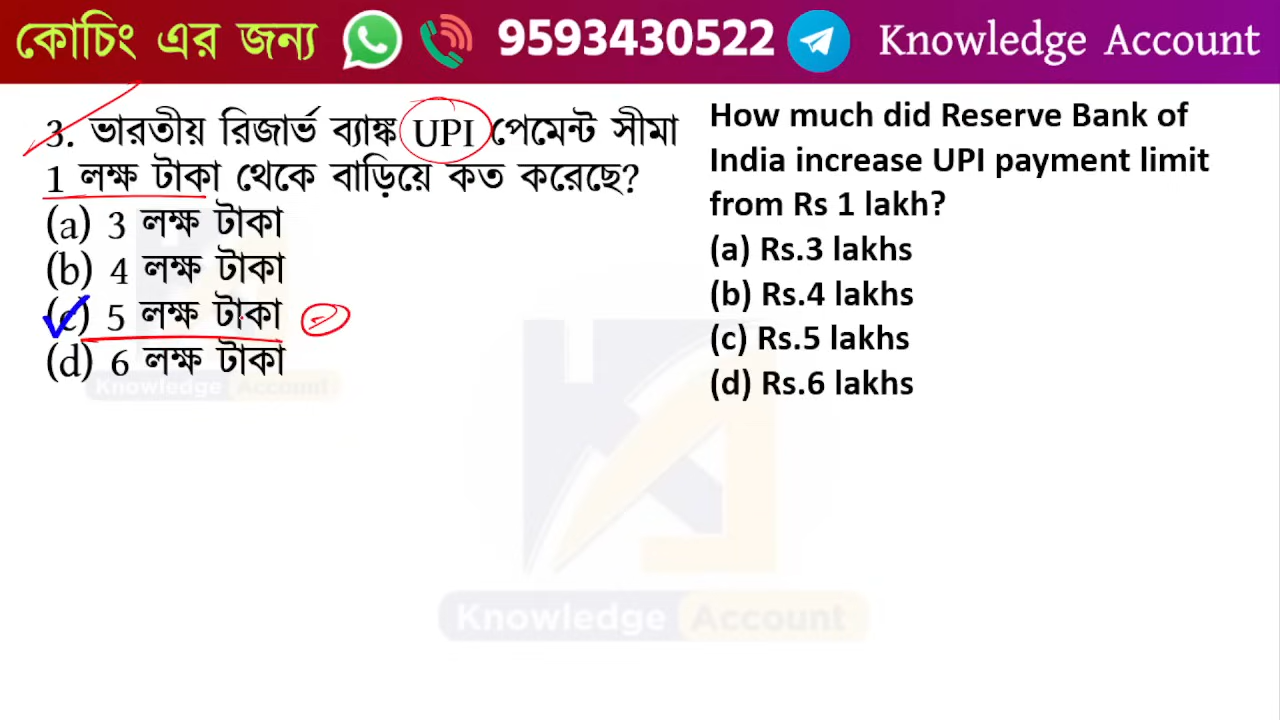 কোচিং এর জন্য 9593430522 Knowledge Account
3. ভারতীয় রিজার্ভ ব্যাঙ্ক UPI পেমেন্ট সীমা
1 লক্ষ টাকা থেকে বাড়িয়ে কত করেছে?
(a) 3 লক্ষ টাকা
(b) 4 লক্ষ টাকা
(c) 5 লক্ষ টাকা
(d) 6 লক্ষ টাকা
Knowledge Account
How much did Reserve Bank of
India increase UPI payment limit
from Rs 1 lakh?
(a) Rs.3 lakhs
(b) Rs.4 lakhs
(c) Rs.5 lakhs
(d) Rs.6 lakhs
Knowledge Account